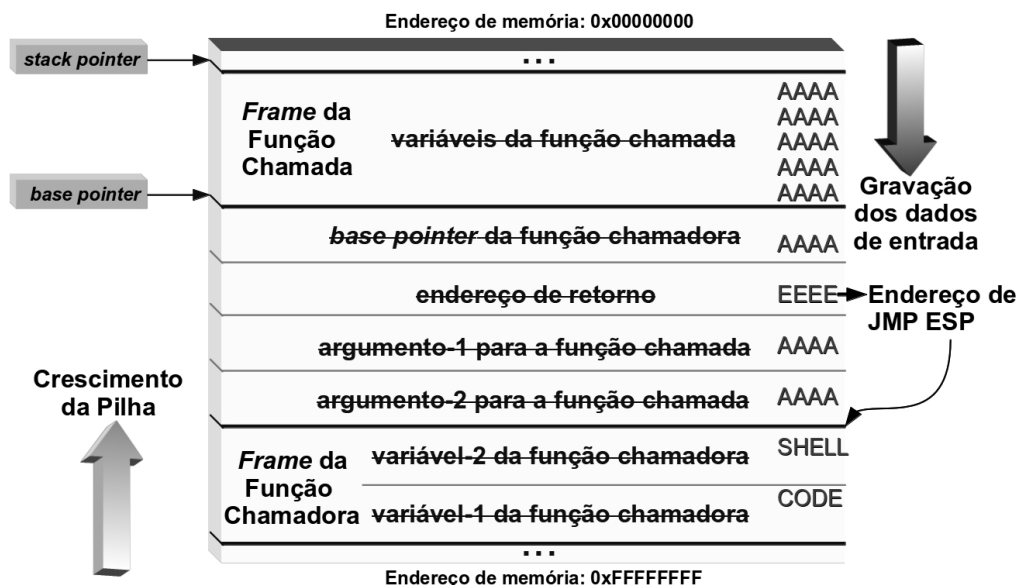 Endereço de memória: 0x00000000
...
stack pointer
Frame da
Função
Chamada
variáveis da função chamada
AAAA
AAAA
AAAA
AAAA
AAAA
base pointer
Gravação
dos dados
de entrada
base pointer da função chamadora
AAAA
endereço de retorno
EEEE
Endereço de
JMP ESP
argumento-1 para a função chamada
AAAA
argumento-2 para a função chamada
AAAA
Crescimento
da Pilha
Frame da
Função
Chamadora
variável-2 da função chamadora
SHELL
variável-1 da função chamadora
CODE
...
Endereço de memória: 0xFFFFFFFF